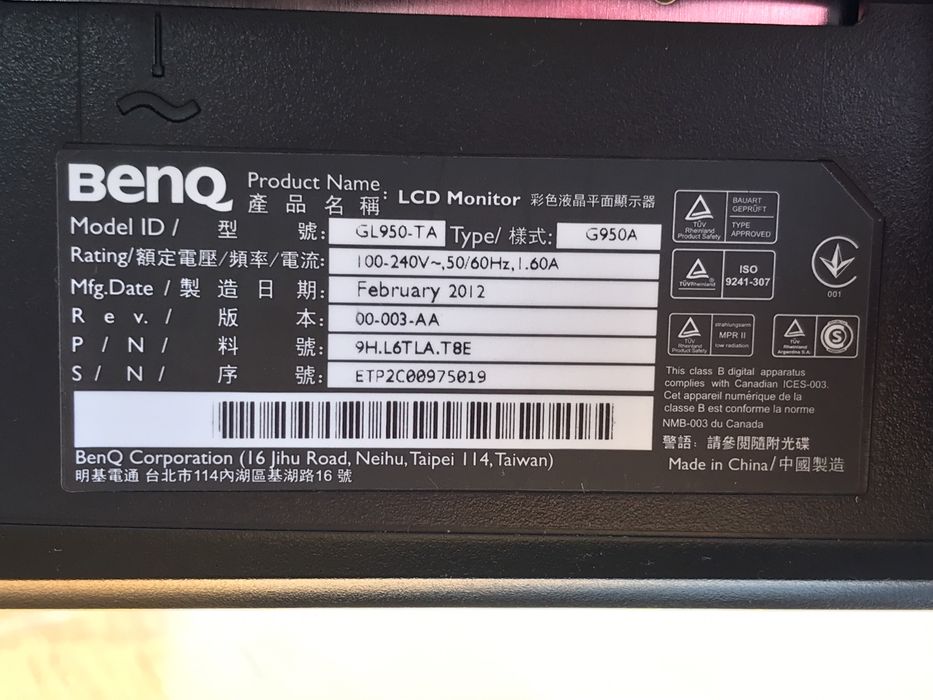 BenQ
Product Name: LCD Monitor 彩色液晶平面顯示器
產品名稱
Model ID / 型號: GL950-TA Type/ 樣式: G950A
Rating/額定電壓/頻率/電流: 100-240V~,50/60Hz,1.60A
Mfg.Date / 製造日期: February 2012
Rev. / 版本: 00-003-AA
P/N/ 料號: 9H.L6TLA.T8E
S/N/ 序號: ETP2C00975019
BenQ Corporation (16 Jihu Road, Neihu, Taipei 114, Taiwan)
明基電通 台北市114內湖區基湖路16號
TÜV Rheinland Product Safety
BAUART GEPRÜFT
TYPE APPROVED
TÜVRheinland
ISO 9241-307
001
TÜV Rheinland Product Safety
strahlungsarm
MPR II
low radiation
TÜV Rheinland Argentina S.A.
S
This class B digital apparatus
complies with Canadian ICES-003.
Cet appareil numérique de la
classe B est conforme la norme
NMB-003 du Canada
警語: 請參閱隨附光碟
Made in China/中國製造